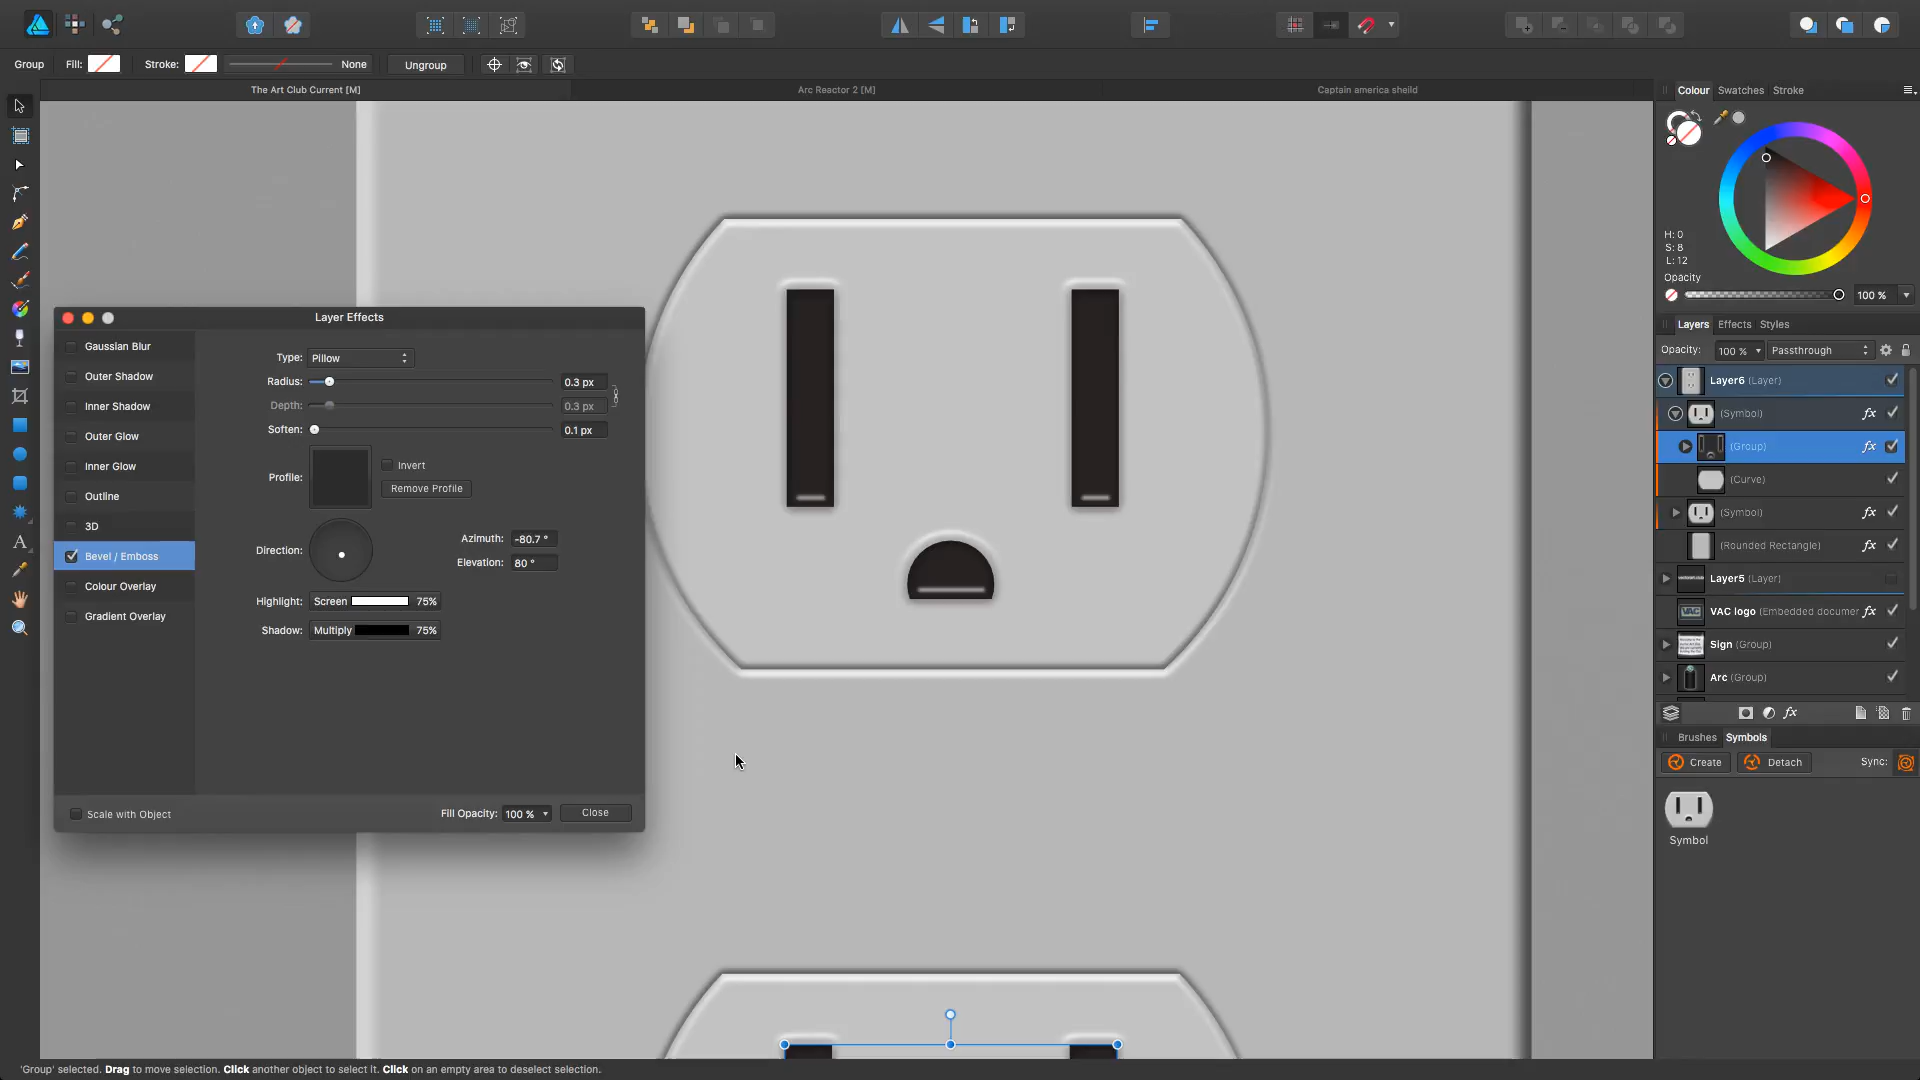 Group
Fill:
Stroke:
None
Ungroup
The Art Club Current [M]
Arc Reactor 2 [M]
Captain america sheild
Layer Effects
Gaussian Blur
Outer Shadow
Inner Shadow
Outer Glow
Inner Glow
Outline
3D
Bevel / Emboss
Colour Overlay
Gradient Overlay
Type: Pillow
Radius: 0.3 px
Depth: 0.3 px
Soften: 0.1 px
Profile:
Invert
Remove Profile
Direction:
Azimuth: -80.7 °
Elevation: 80 °
Highlight: Screen 75%
Shadow: Multiply 75%
Scale with Object
Fill Opacity: 100 %
Close
Colour Swatches Stroke
H: 0
S: 8
L: 12
Opacity
100 %
Layers Effects Styles
Opacity: 100 % Passthrough
Layer6 (Layer)
(Symbol) fx
(Group) fx
(Curve)
(Symbol) fx
(Rounded Rectangle) fx
Layer5 (Layer)
VAC logo (Embedded documer fx
Sign (Group)
Arc (Group)
fx
Brushes Symbols
Create Detach Sync:
Symbol
A
'Group' selected. Drag to move selection. Click another object to select it. Click on an empty area to deselect selection.